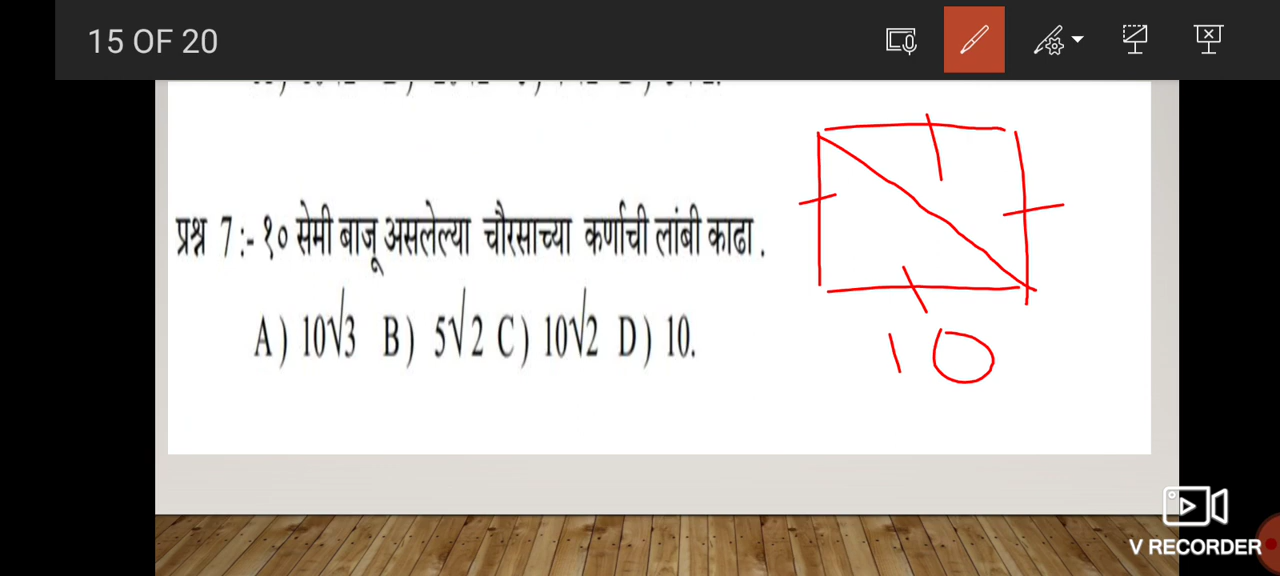 15 OF 20
प्रश्न 7:- १० सेमी बाजू असलेल्या चौरसाच्या कर्णाची लांबी काढा .
A) 10√3 B) 5√2 C) 10√2 D) 10.
10
V RECORDER